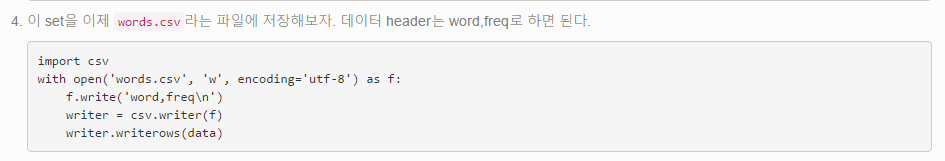 4. 이 set을 이제 words.csv라는 파일에 저장해보자. 데이터 header는 word,freq로 하면 된다.
import csv
with open('words.csv', 'w', encoding='utf-8') as f:
    f.write('word,freq\n')
    writer = csv.writer(f)
    writer.writerows(data)